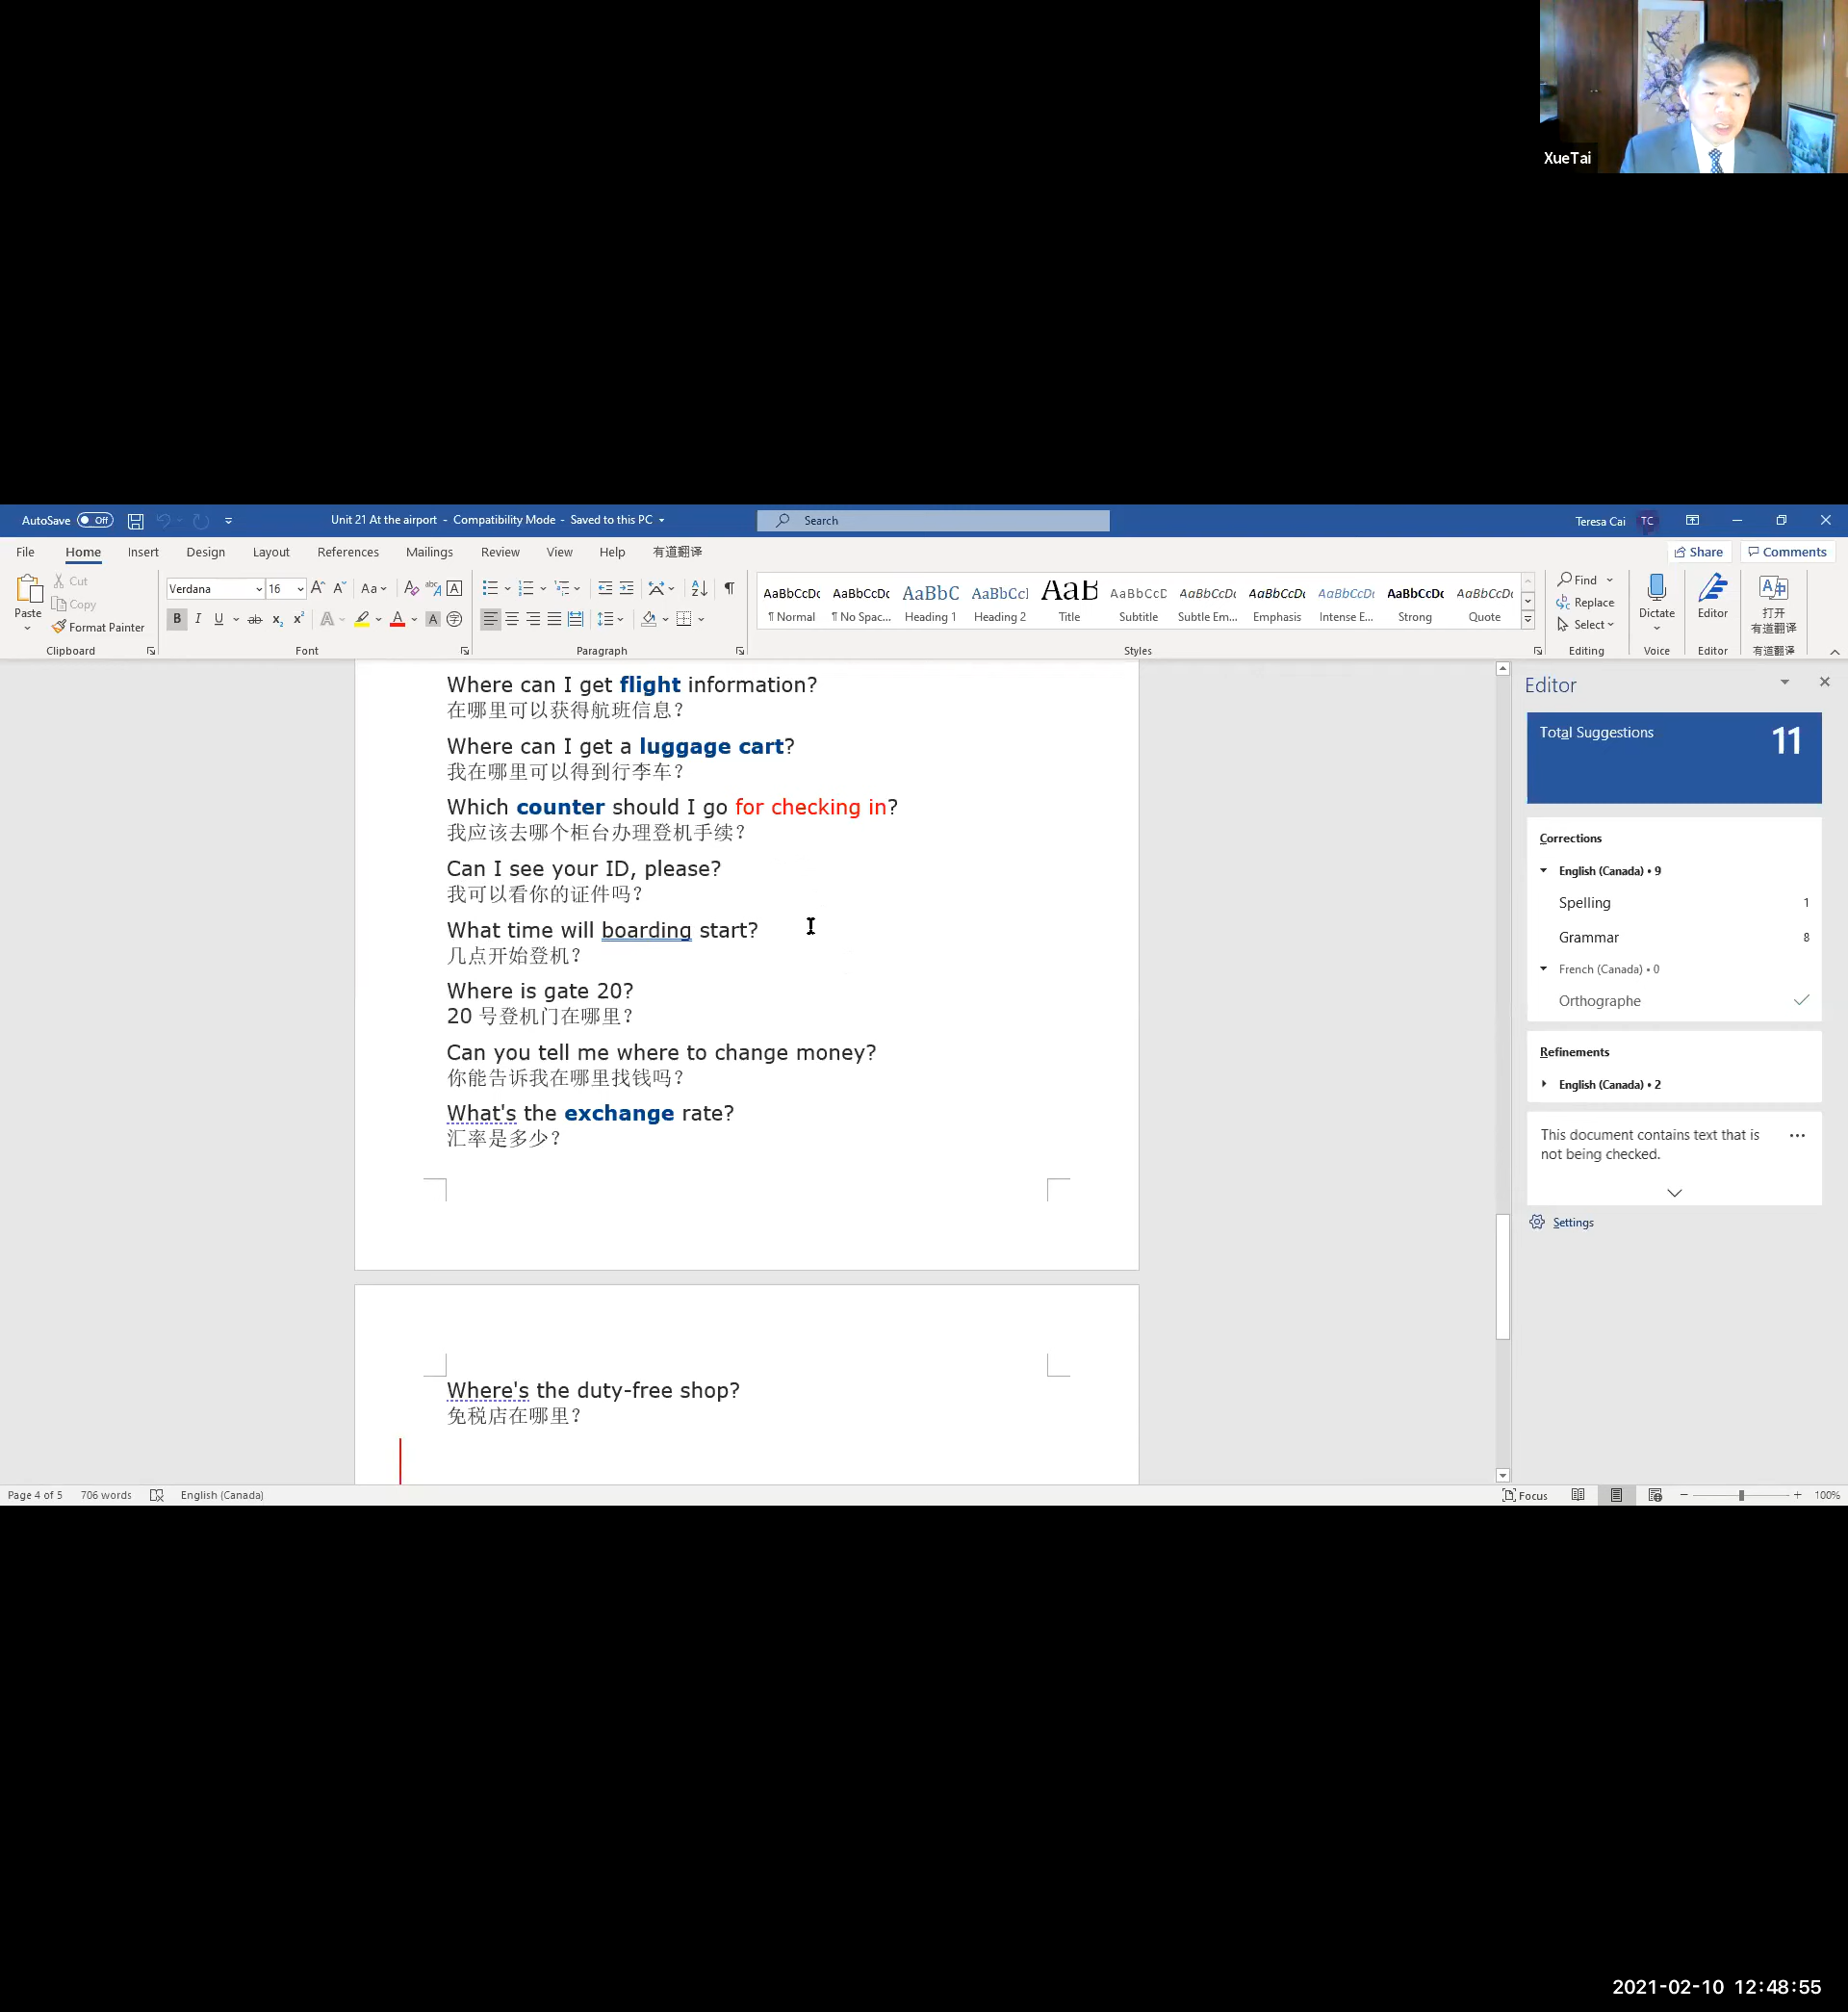 XueTai
AutoSave Off
Unit 21 At the airport - Compatibility Mode - Saved to this PC
Search
Teresa Cai TC
File Home Insert Design Layout References Mailings Review View Help 有道翻译
Share Comments
Paste
Cut
Copy
Format Painter
Clipboard
Verdana 16
Font
Paragraph
AaBbCcDc AaBbCcDc AaBbC AaBbCcI AaB AaBbCcD AaBbCcDc AaBbCcDc AaBbCcDc AaBbCcDc AaBbCcDc
¶ Normal ¶ No Spac... Heading 1 Heading 2 Title Subtitle Subtle Em... Emphasis Intense E... Strong Quote
Styles
Find
Replace
Select
Editing
Dictate
Voice
Editor
Editor
打开
有道翻译
有道翻译
Where can I get flight information?
在哪里可以获得航班信息?
Where can I get a luggage cart?
我在哪里可以得到行李车?
Which counter should I go for checking in?
我应该去哪个柜台办理登机手续?
Can I see your ID, please?
我可以看你的证件吗?
What time will boarding start?
几点开始登机?
Where is gate 20?
20 号登机门在哪里?
Can you tell me where to change money?
你能告诉我在哪里找钱吗?
What's the exchange rate?
汇率是多少?
Where's the duty-free shop?
免税店在哪里?
Editor
Total Suggestions 11
Corrections
English (Canada) • 9
Spelling 1
Grammar 8
French (Canada) • 0
Orthographe
Refinements
English (Canada) • 2
This document contains text that is
not being checked.
Settings
Page 4 of 5 706 words English (Canada)
Focus 100%
2021-02-10 12:48:55